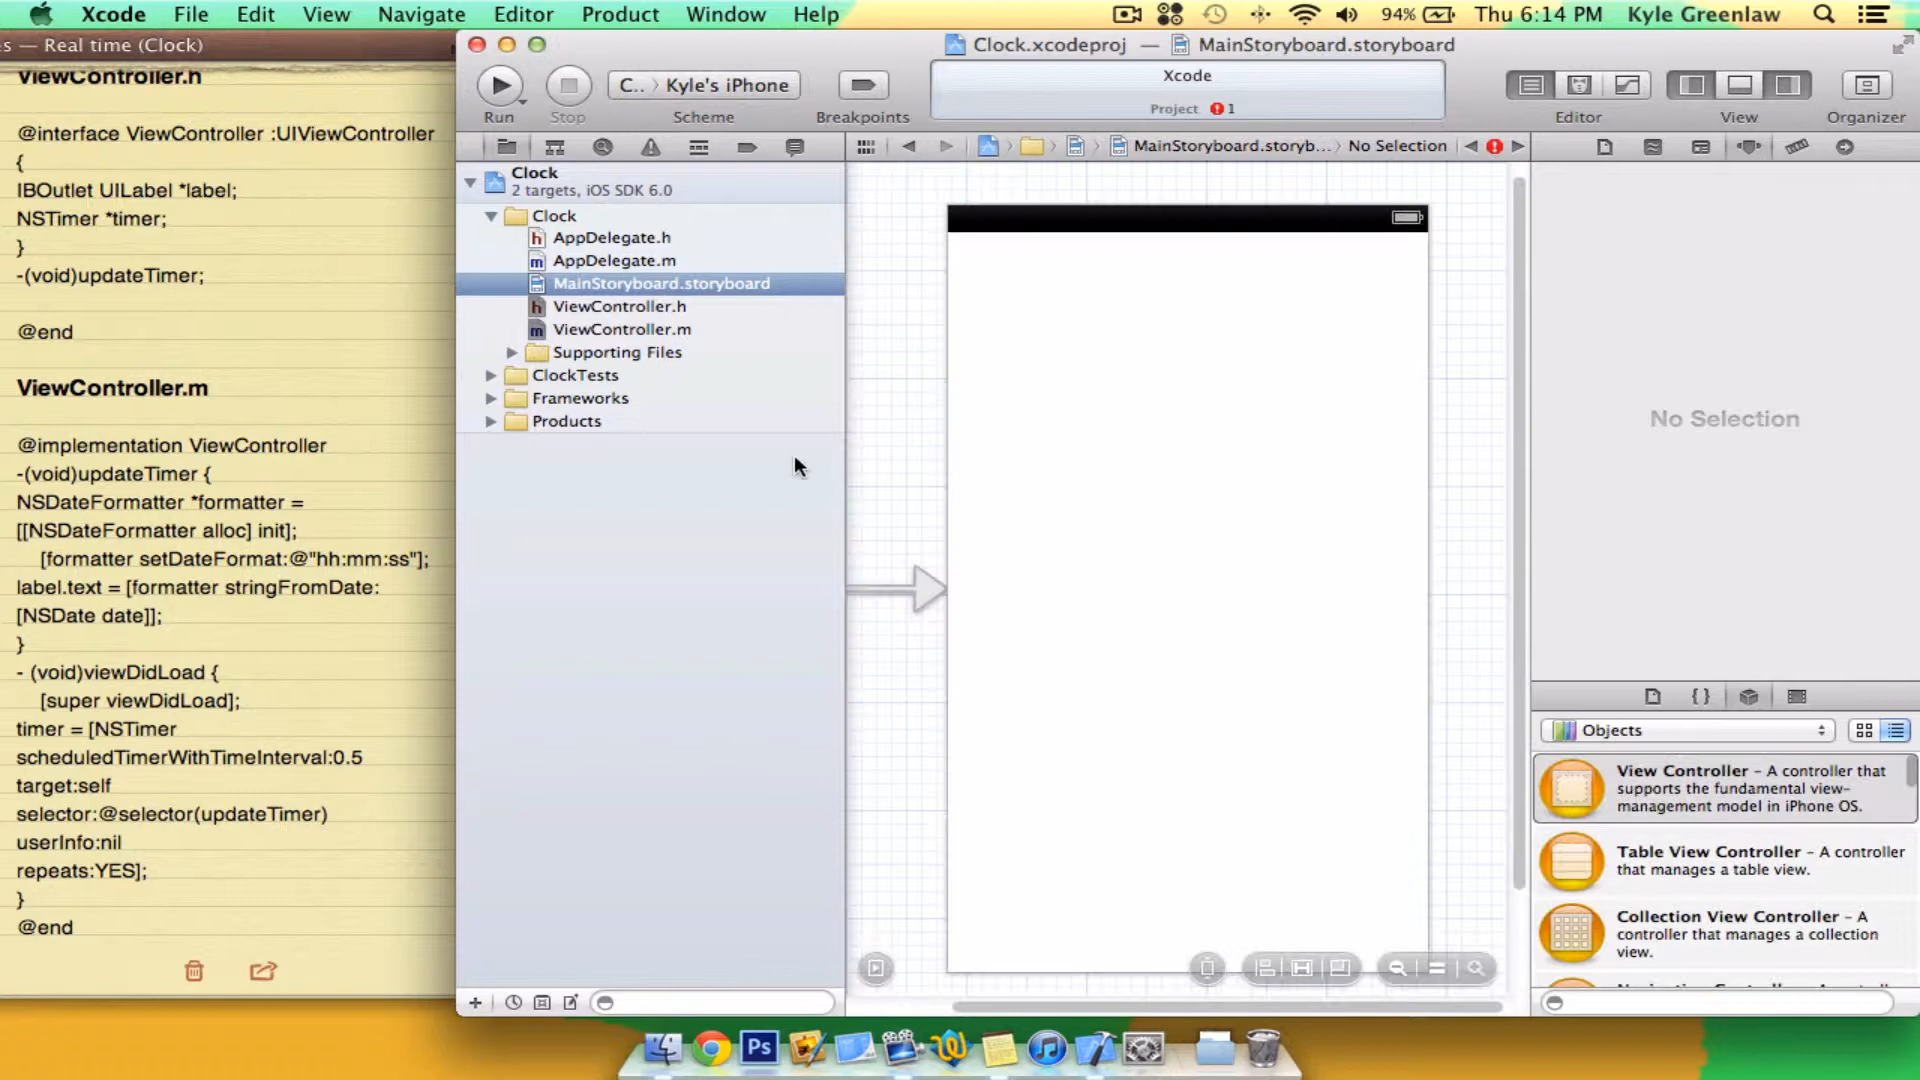 Xcode File Edit View Navigate Editor Product Window Help 94% Thu 6:14 PM Kyle Greenlaw
s — Real time (Clock)
ViewController.h
@interface ViewController :UIViewController
{
IBOutlet UILabel *label;
NSTimer *timer;
}
-(void)updateTimer;
@end
ViewController.m
@implementation ViewController
-(void)updateTimer {
NSDateFormatter *formatter =
[[NSDateFormatter alloc] init];
[formatter setDateFormat:@"hh:mm:ss"];
label.text = [formatter stringFromDate:
[NSDate date]];
}
- (void)viewDidLoad {
[super viewDidLoad];
timer = [NSTimer
scheduledTimerWithTimeInterval:0.5
target:self
selector:@selector(updateTimer)
userInfo:nil
repeats:YES];
}
@end
Clock.xcodeproj — MainStoryboard.storyboard
C.. › Kyle's iPhone
Run Stop Scheme Breakpoints
Xcode
Project 1
Editor View Organizer
MainStoryboard.storyb... › No Selection
Clock
2 targets, iOS SDK 6.0
Clock
h AppDelegate.h
m AppDelegate.m
MainStoryboard.storyboard
h ViewController.h
m ViewController.m
Supporting Files
ClockTests
Frameworks
Products
No Selection
{ }
Objects
View Controller – A controller that
supports the fundamental view-
management model in iPhone OS.
Table View Controller – A controller
that manages a table view.
Collection View Controller – A
controller that manages a collection
view.
Ps